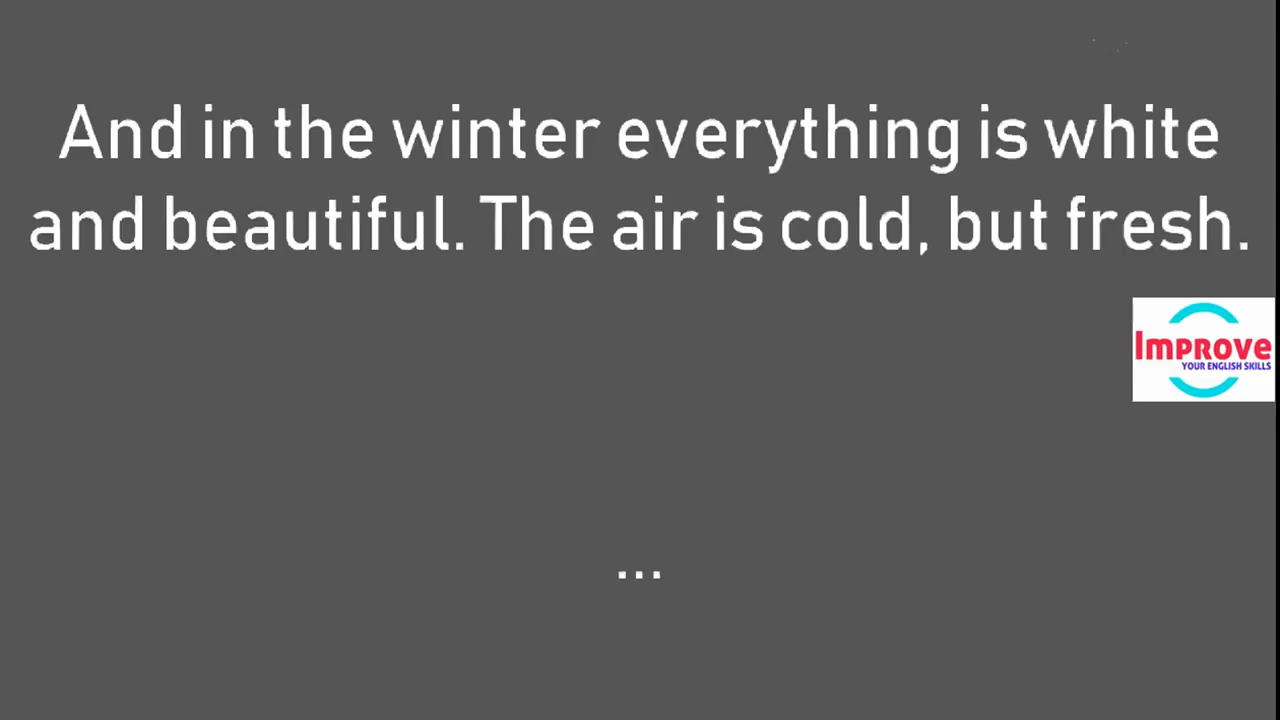 And in the winter everything is white
and beautiful. The air is cold, but fresh.
Improve
YOUR ENGLISH SKILLS
...